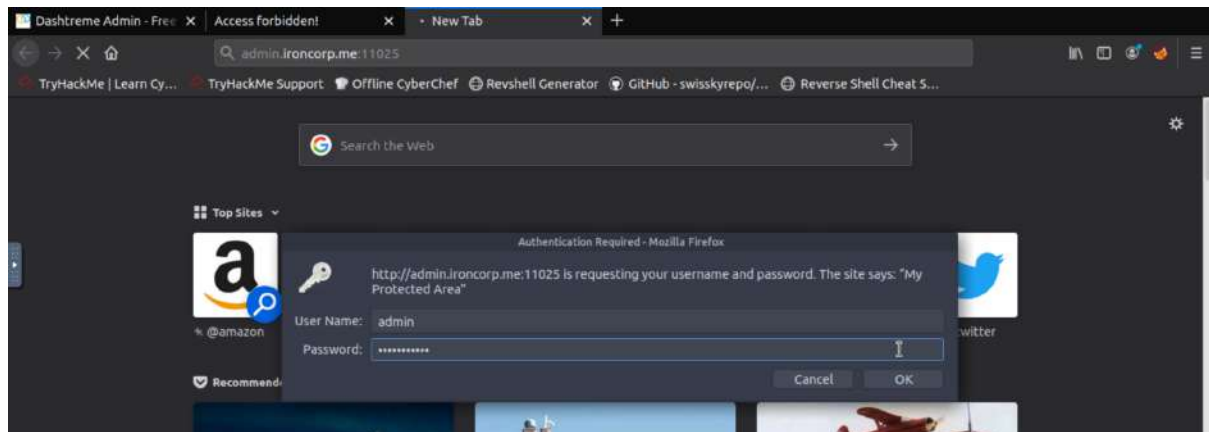 Dashtreme Admin - Free
Access forbidden!
New Tab
admin.ironcorp.me:11025
TryHackMe | Learn Cy...
TryHackMe Support
Offline CyberChef
Revshell Generator
GitHub - swisskyrepo/...
Reverse Shell Cheat S...
Search the Web
Top Sites
Authentication Required - Mozilla Firefox
http://admin.ironcorp.me:11025 is requesting your username and password. The site says: "My
Protected Area"
User Name: admin
Password: •••••••••••
@amazon
twitter
Cancel
OK
Recommend